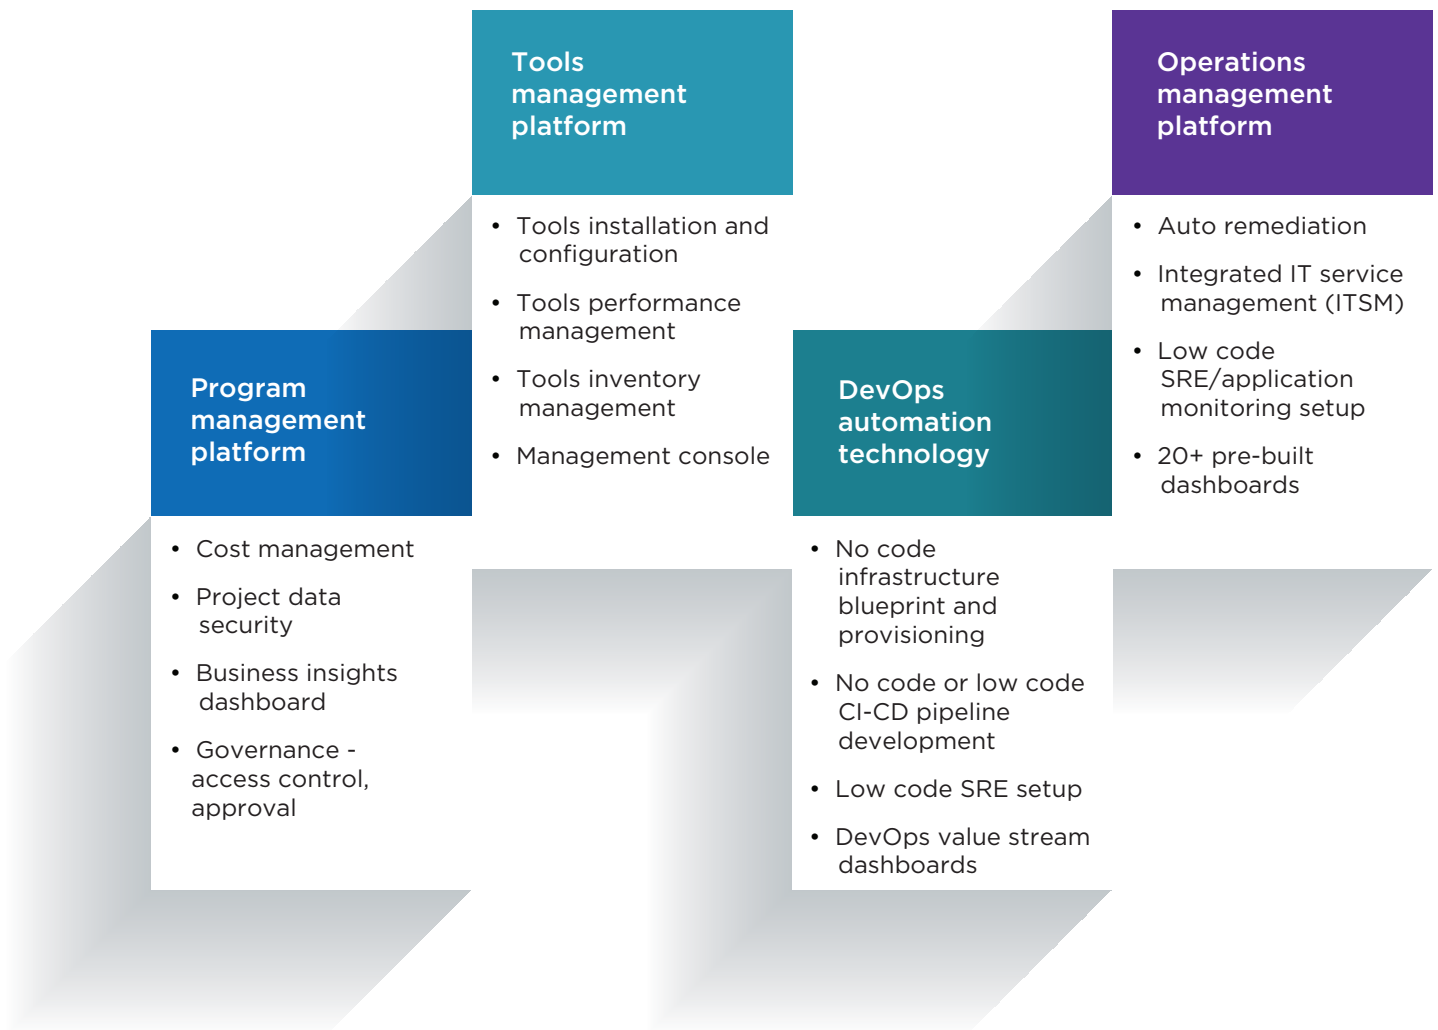 Tools
management
platform
• Tools installation and
configuration
• Tools performance
management
• Tools inventory
management
• Management console
Operations
management
platform
• Auto remediation
• Integrated IT service
management (ITSM)
• Low code
SRE/application
monitoring setup
• 20+ pre-built
dashboards
Program
management
platform
• Cost management
• Project data
security
• Business insights
dashboard
• Governance -
access control,
approval
DevOps
automation
technology
• No code
infrastructure
blueprint and
provisioning
• No code or low code
CI-CD pipeline
development
• Low code SRE setup
• DevOps value stream
dashboards